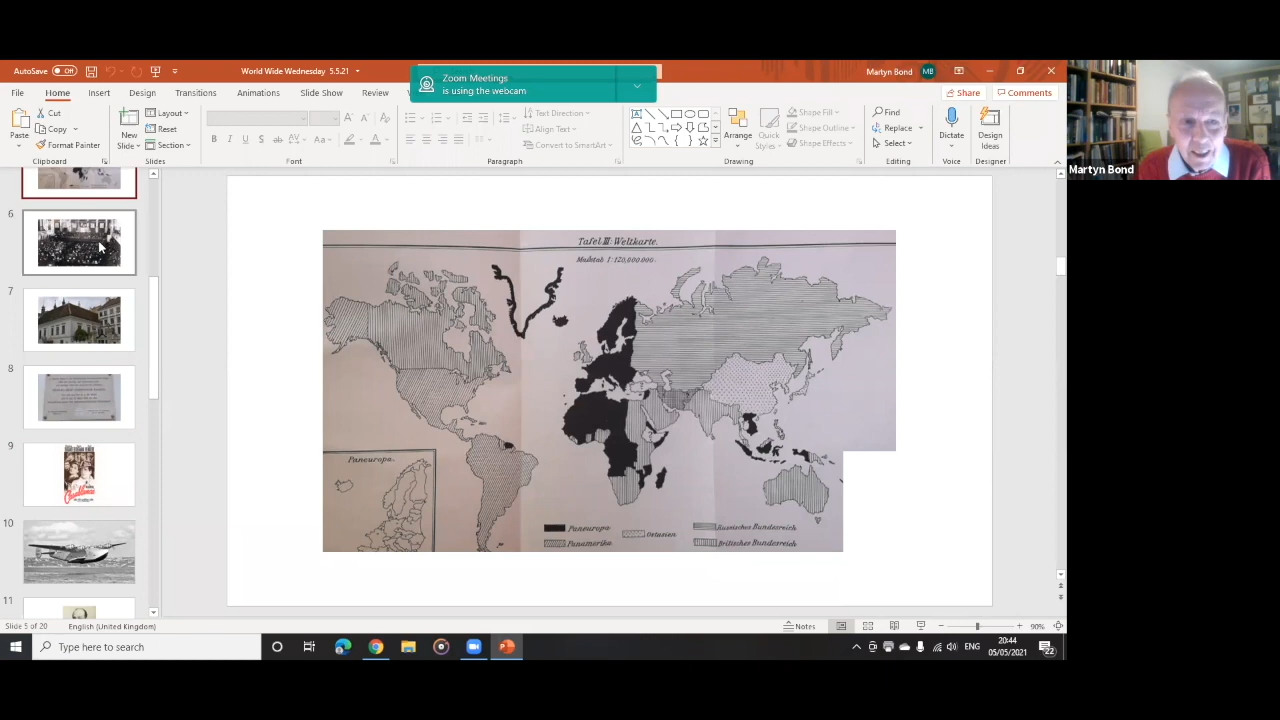 AutoSave Off
World Wide Wednesday 5.5.21
Zoom Meetings
is using the webcam
Martyn Bond MB
File Home Insert Design Transitions Animations Slide Show Review
Share Comments
Paste
Cut
Copy
Format Painter
Clipboard
New
Slide
Layout
Reset
Section
Slides
B I U S ab AV Aa A
Font
Text Direction
Align Text
Convert to SmartArt
Paragraph
Arrange
Quick
Styles
Shape Fill
Shape Outline
Shape Effects
Drawing
Find
Replace
Select
Editing
Dictate
Voice
Design
Ideas
Designer
Martyn Bond
6
7
8
9
Casablanca
10
11
Tafel III: Weltkarte.
Maßstab 1:120,000.000.
Paneuropa.
Paneuropa
Panamerika
Ostasien
Russisches Bundesreich
Britisches Bundesreich
Slide 5 of 20 English (United Kingdom)
Notes
90%
Type here to search
ENG
20:44
05/05/2021
22